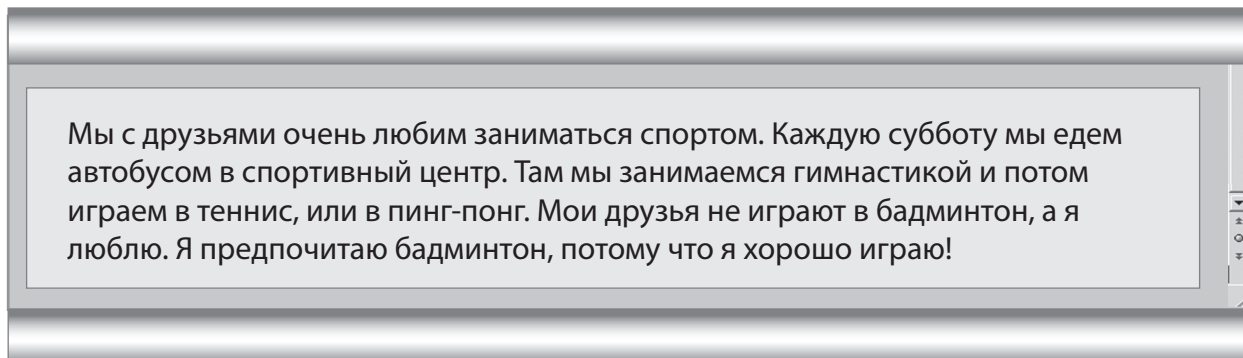 Мы с друзьями очень любим заниматься спортом. Каждую субботу мы едем
автобусом в спортивный центр. Там мы занимаемся гимнастикой и потом
играем в теннис, или в пинг-понг. Мои друзья не играют в бадминтон, а я
люблю. Я предпочитаю бадминтон, потому что я хорошо играю!